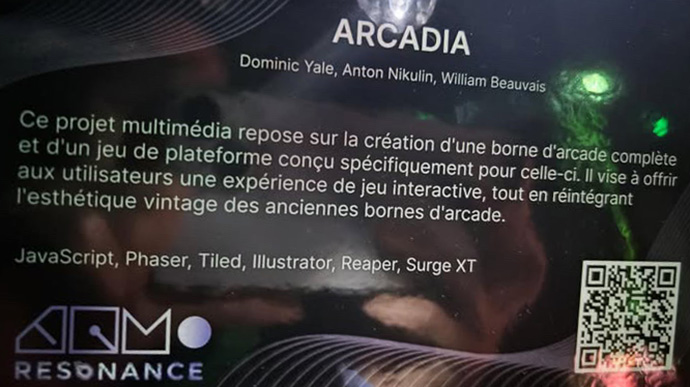 ARCADIA
Dominic Yale, Anton Nikulin, William Beauvais
Ce projet multimédia repose sur la création d'une borne d'arcade complète
et d'un jeu de plateforme conçu spécifiquement pour celle-ci. Il vise à offrir
aux utilisateurs une expérience de jeu interactive, tout en réintégrant
l'esthétique vintage des anciennes bornes d'arcade.
JavaScript, Phaser, Tiled, Illustrator, Reaper, Surge XT
RESONANCE